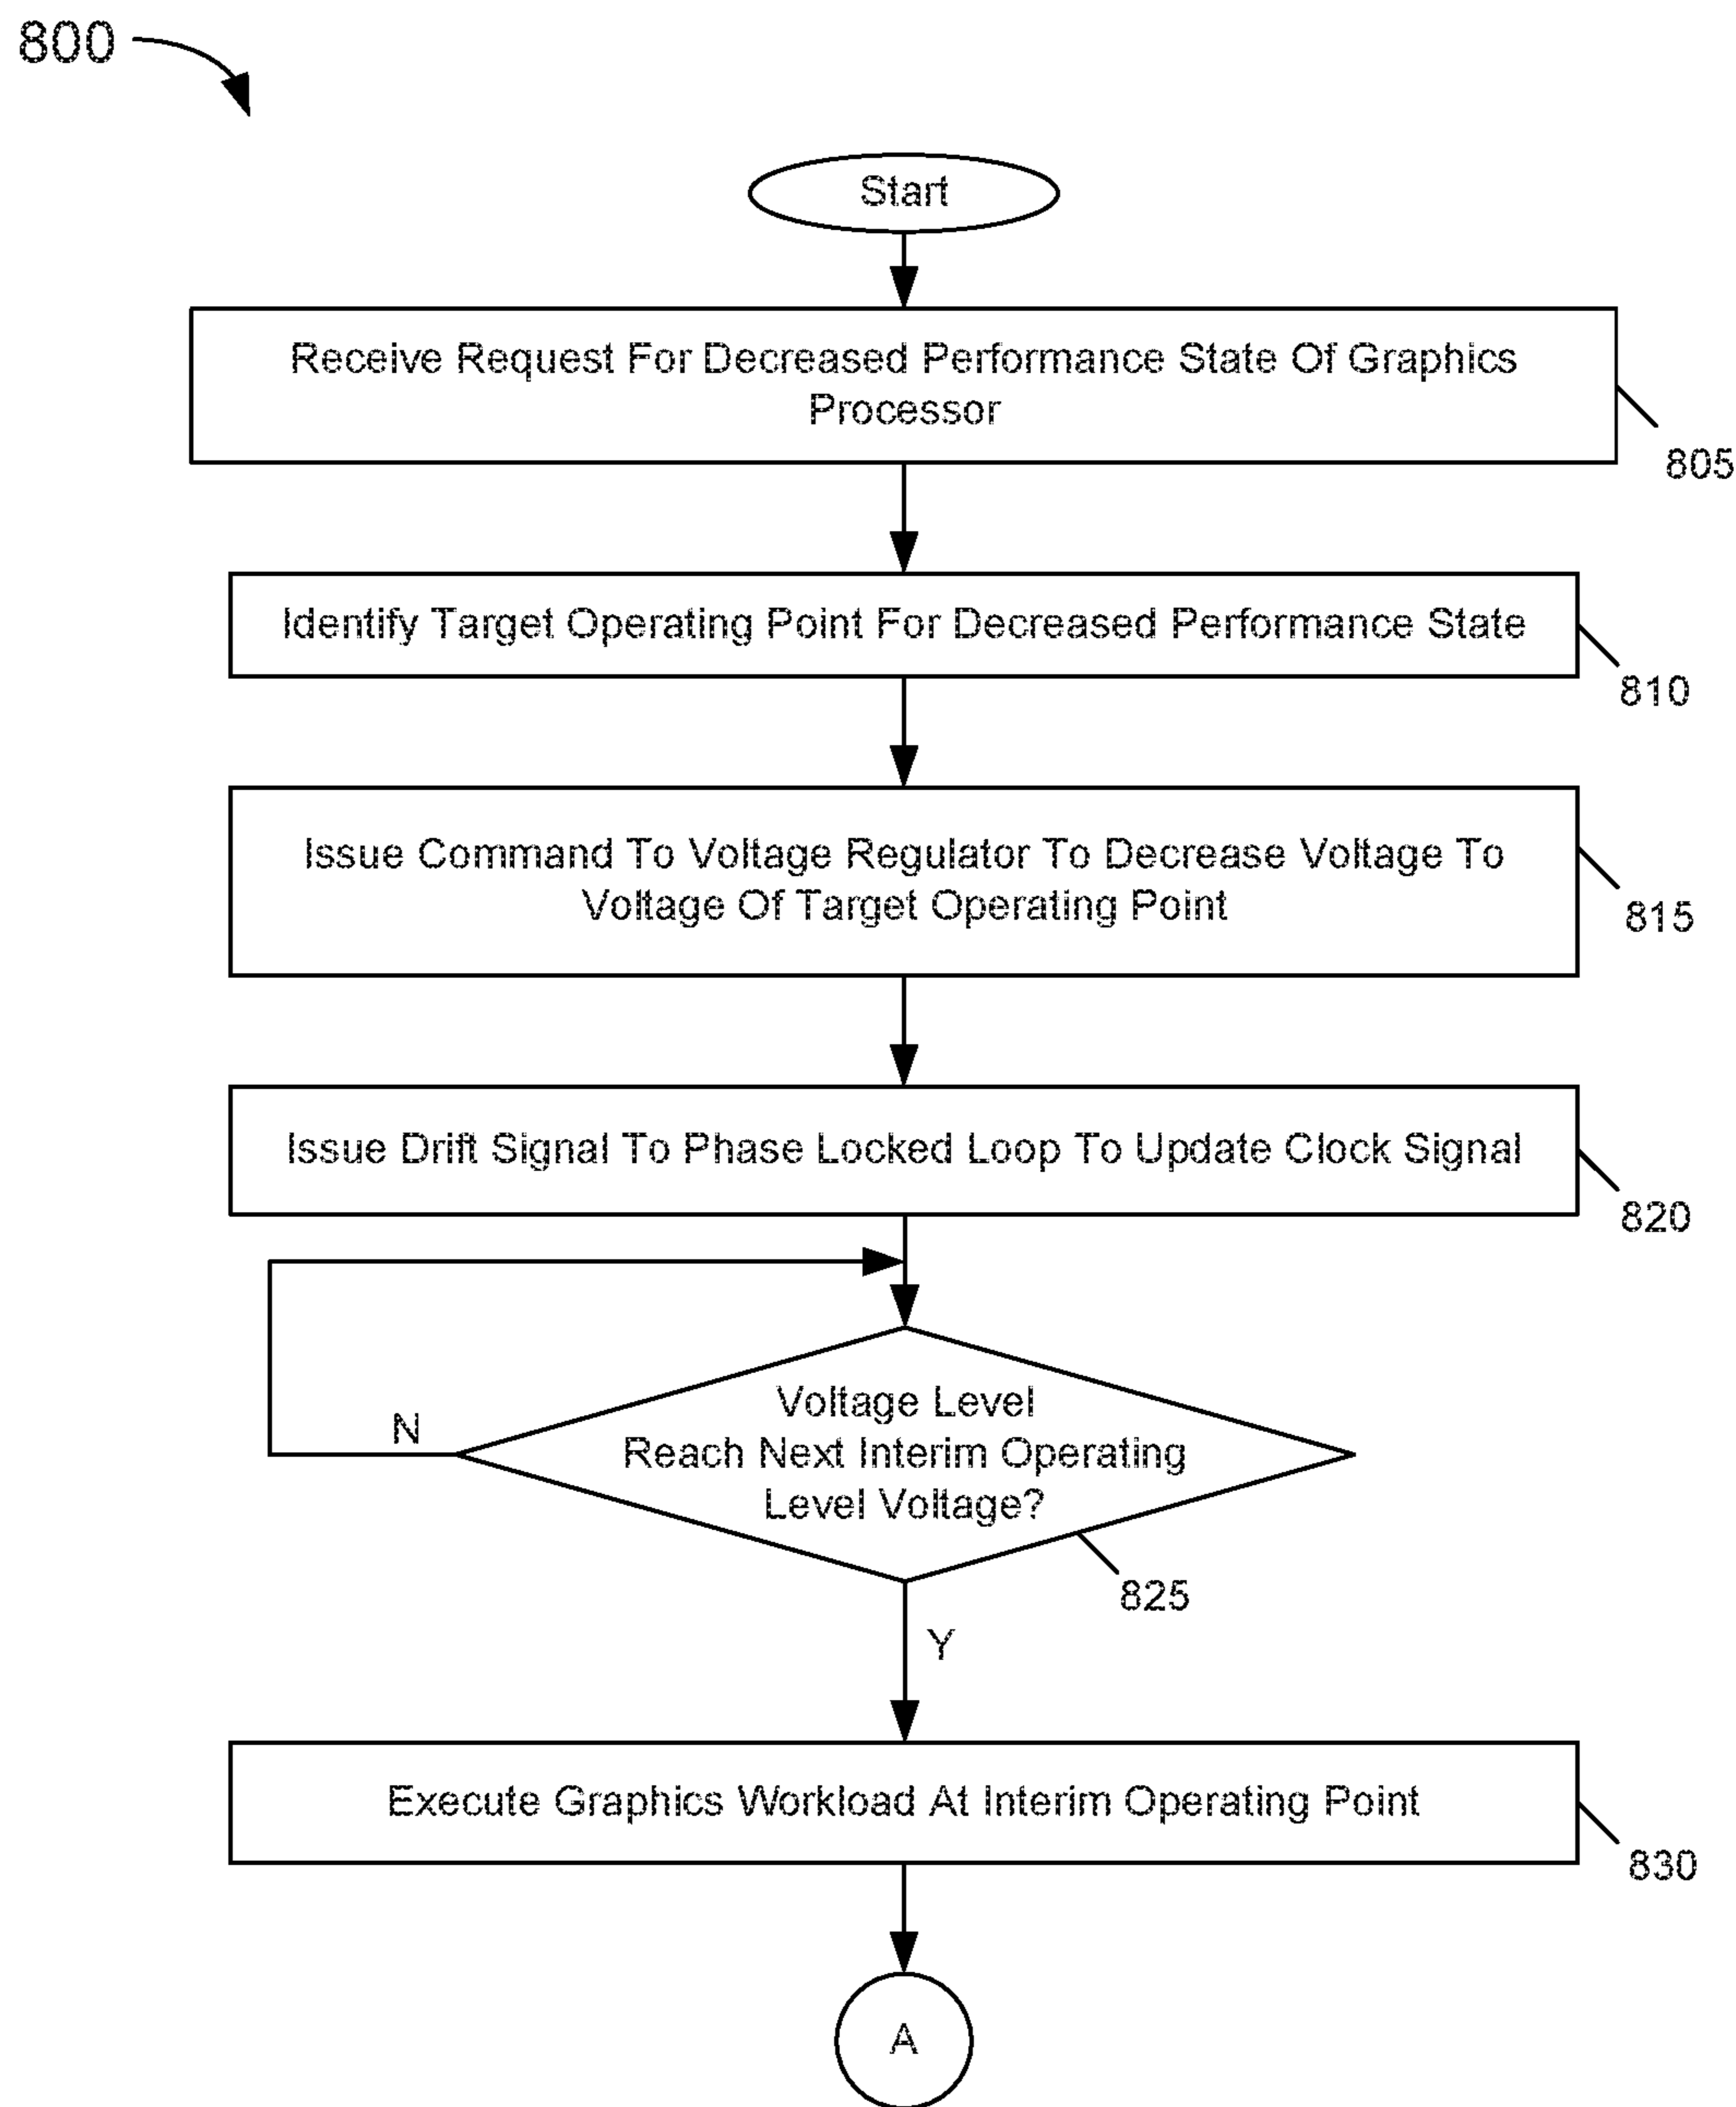 800
Start
Receive Request For Decreased Performance State Of Graphics
Processor
805
Identify Target Operating Point For Decreased Performance State
810
Issue Command To Voltage Regulator To Decrease Voltage To
Voltage Of Target Operating Point
815
Issue Drift Signal To Phase Locked Loop To Update Clock Signal
820
Voltage Level
Reach Next Interim Operating
Level Voltage?
N
825
Y
Execute Graphics Workload At Interim Operating Point
830
A